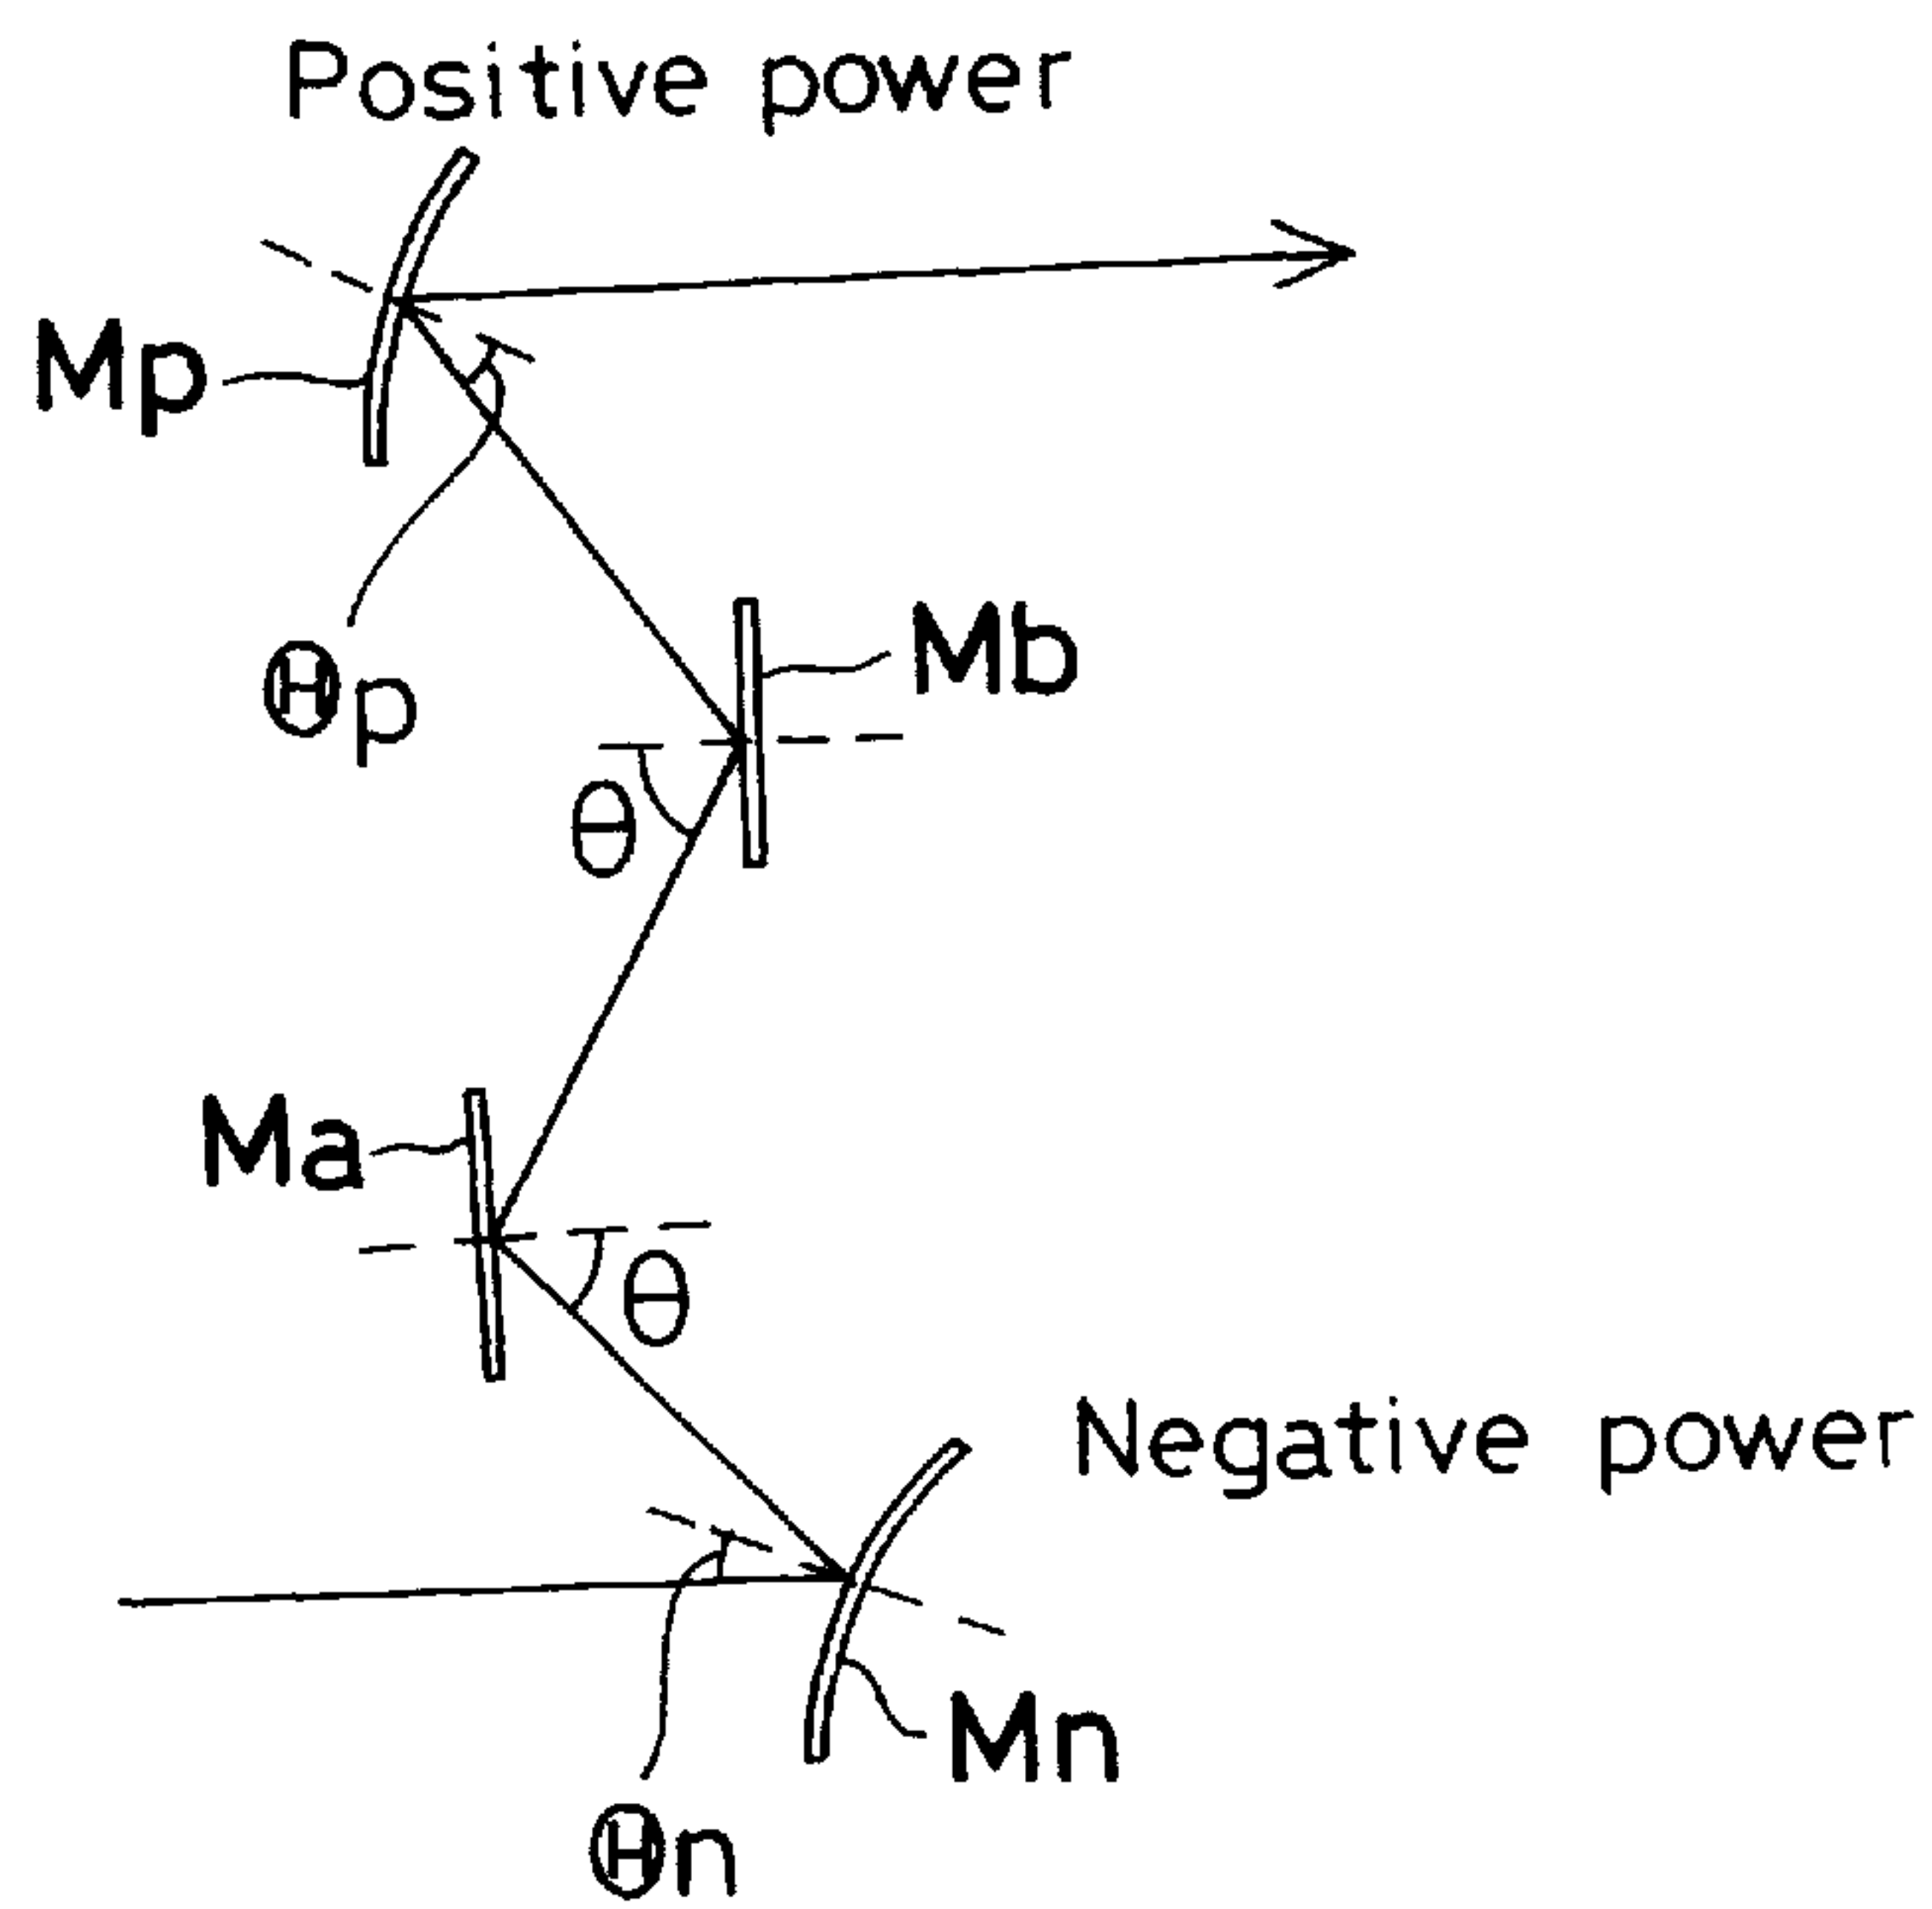 Positive power
Mp
Θp
Mb
θ
Ma
θ
Negative power
Mn
Θn